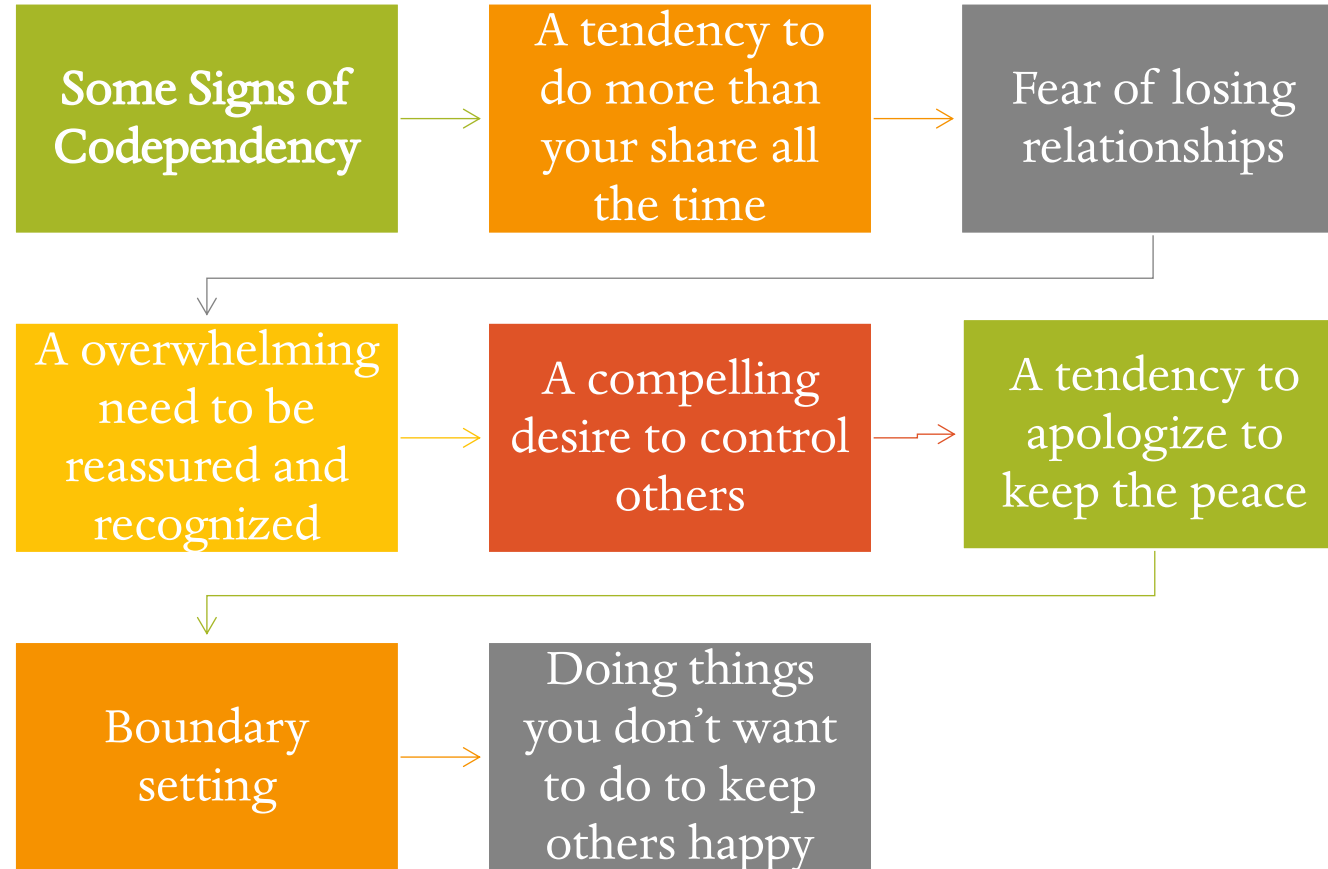 Some Signs of
Codependency
A tendency to
do more than
your share all
the time
Fear of losing
relationships
A overwhelming
need to be
reassured and
recognized
A compelling
desire to control
others
A tendency to
apologize to
keep the peace
Boundary
setting
Doing things
you don’t want
to do to keep
others happy